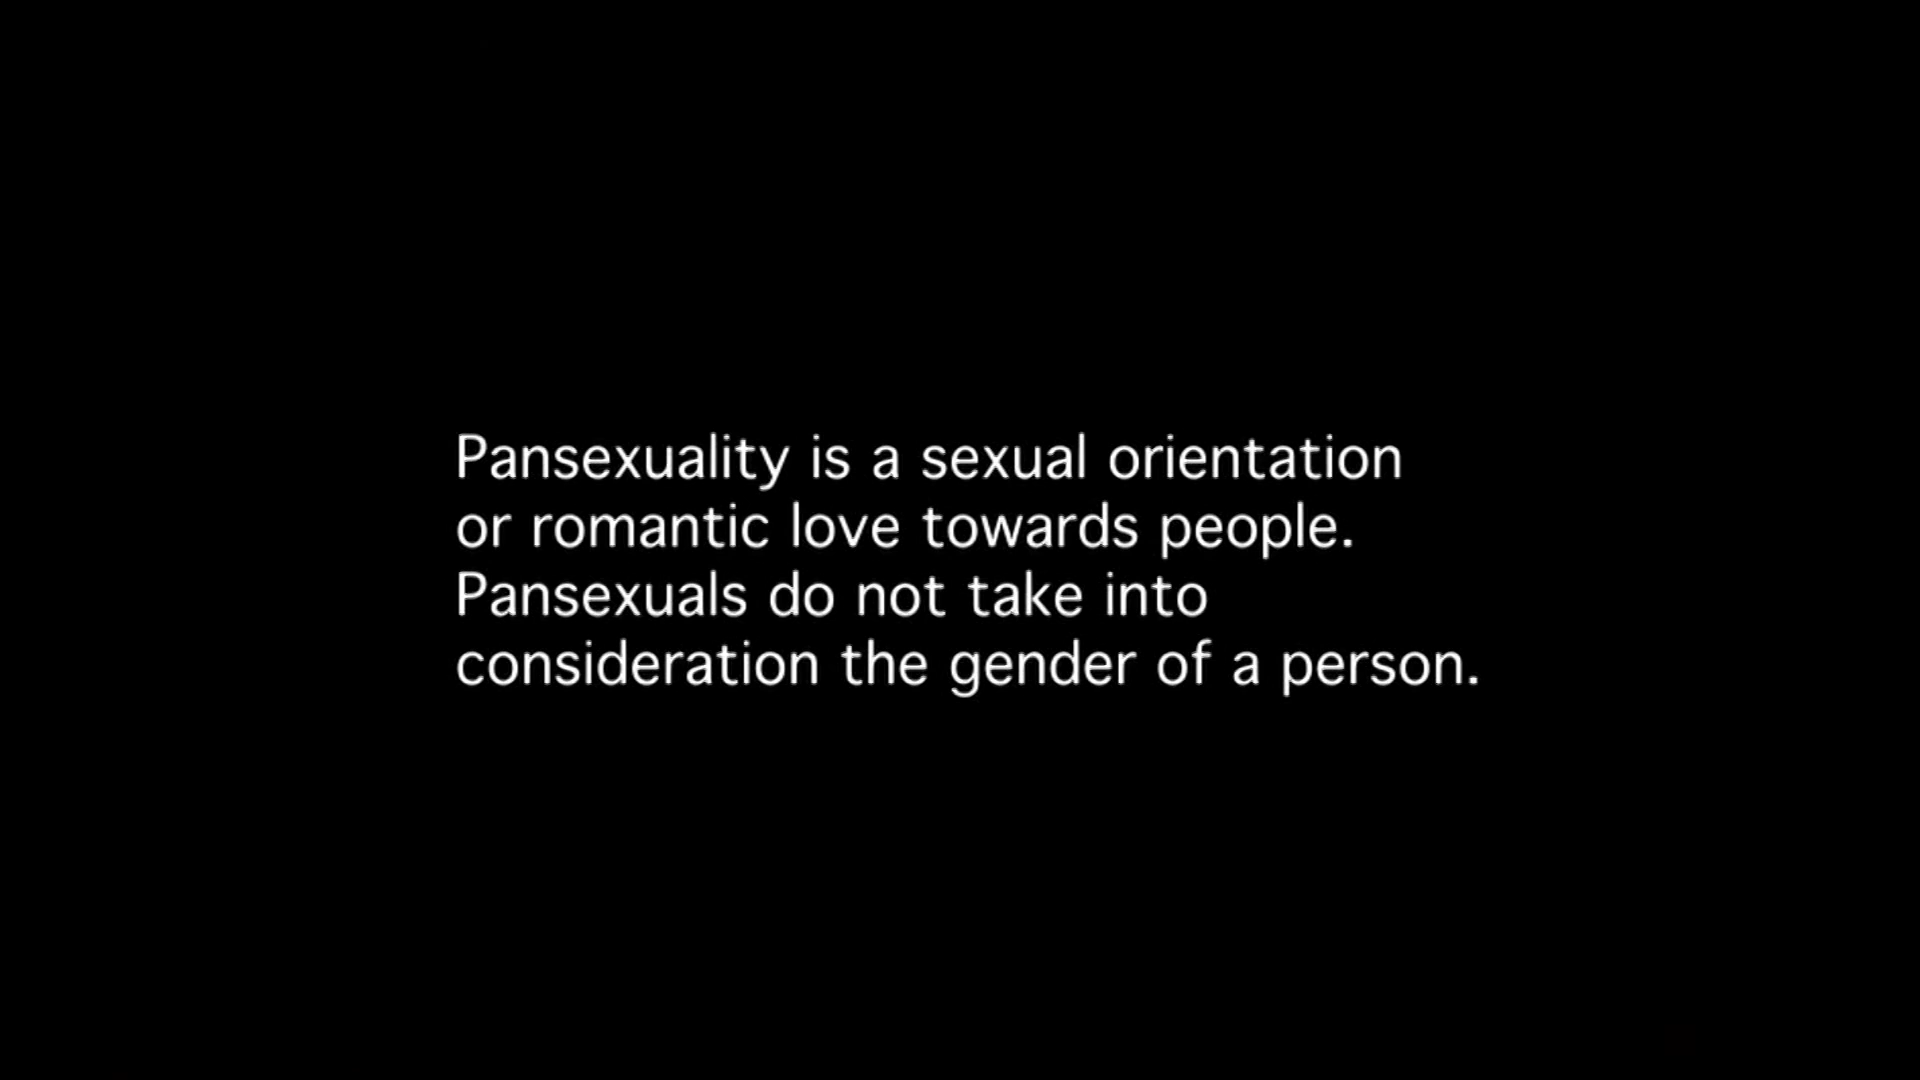 Pansexuality is a sexual orientation
or romantic love towards people.
Pansexuals do not take into
consideration the gender of a person.